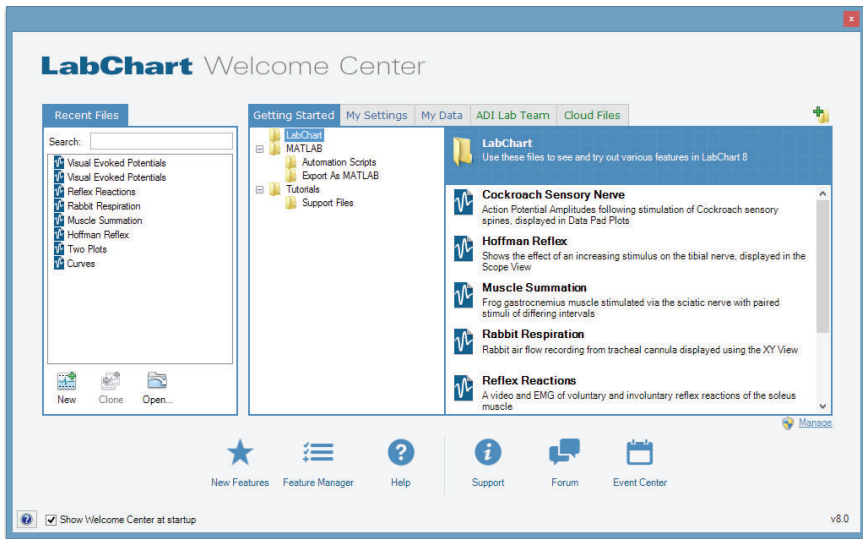 x
LabChart Welcome Center
Recent Files
Getting Started
My Settings
My Data
ADI Lab Team
Cloud Files
Search:
Visual Evoked Potentials
Visual Evoked Potentials
Reflex Reactions
Rabbit Respiration
Muscle Summation
Hoffman Reflex
Two Plots
Curves
New
Clone
Open...
LabChart
MATLAB
Automation Scripts
Export As MATLAB
Tutorials
Support Files
LabChart
Use these files to see and try out various features in LabChart 8
Cockroach Sensory Nerve
Action Potential Amplitudes following stimulation of Cockroach sensory
spines, displayed in Data Pad Plots
Hoffman Reflex
Shows the effect of an increasing stimulus on the tibial nerve, displayed in the
Scope View
Muscle Summation
Frog gastrocnemius muscle stimulated via the sciatic nerve with paired
stimuli of differing intervals
Rabbit Respiration
Rabbit air flow recording from tracheal cannula displayed using the XY View
Reflex Reactions
A video and EMG of voluntary and involuntary reflex reactions of the soleus
muscle
Manage
New Features
Feature Manager
Help
Support
Forum
Event Center
Show Welcome Center at startup
v8.0